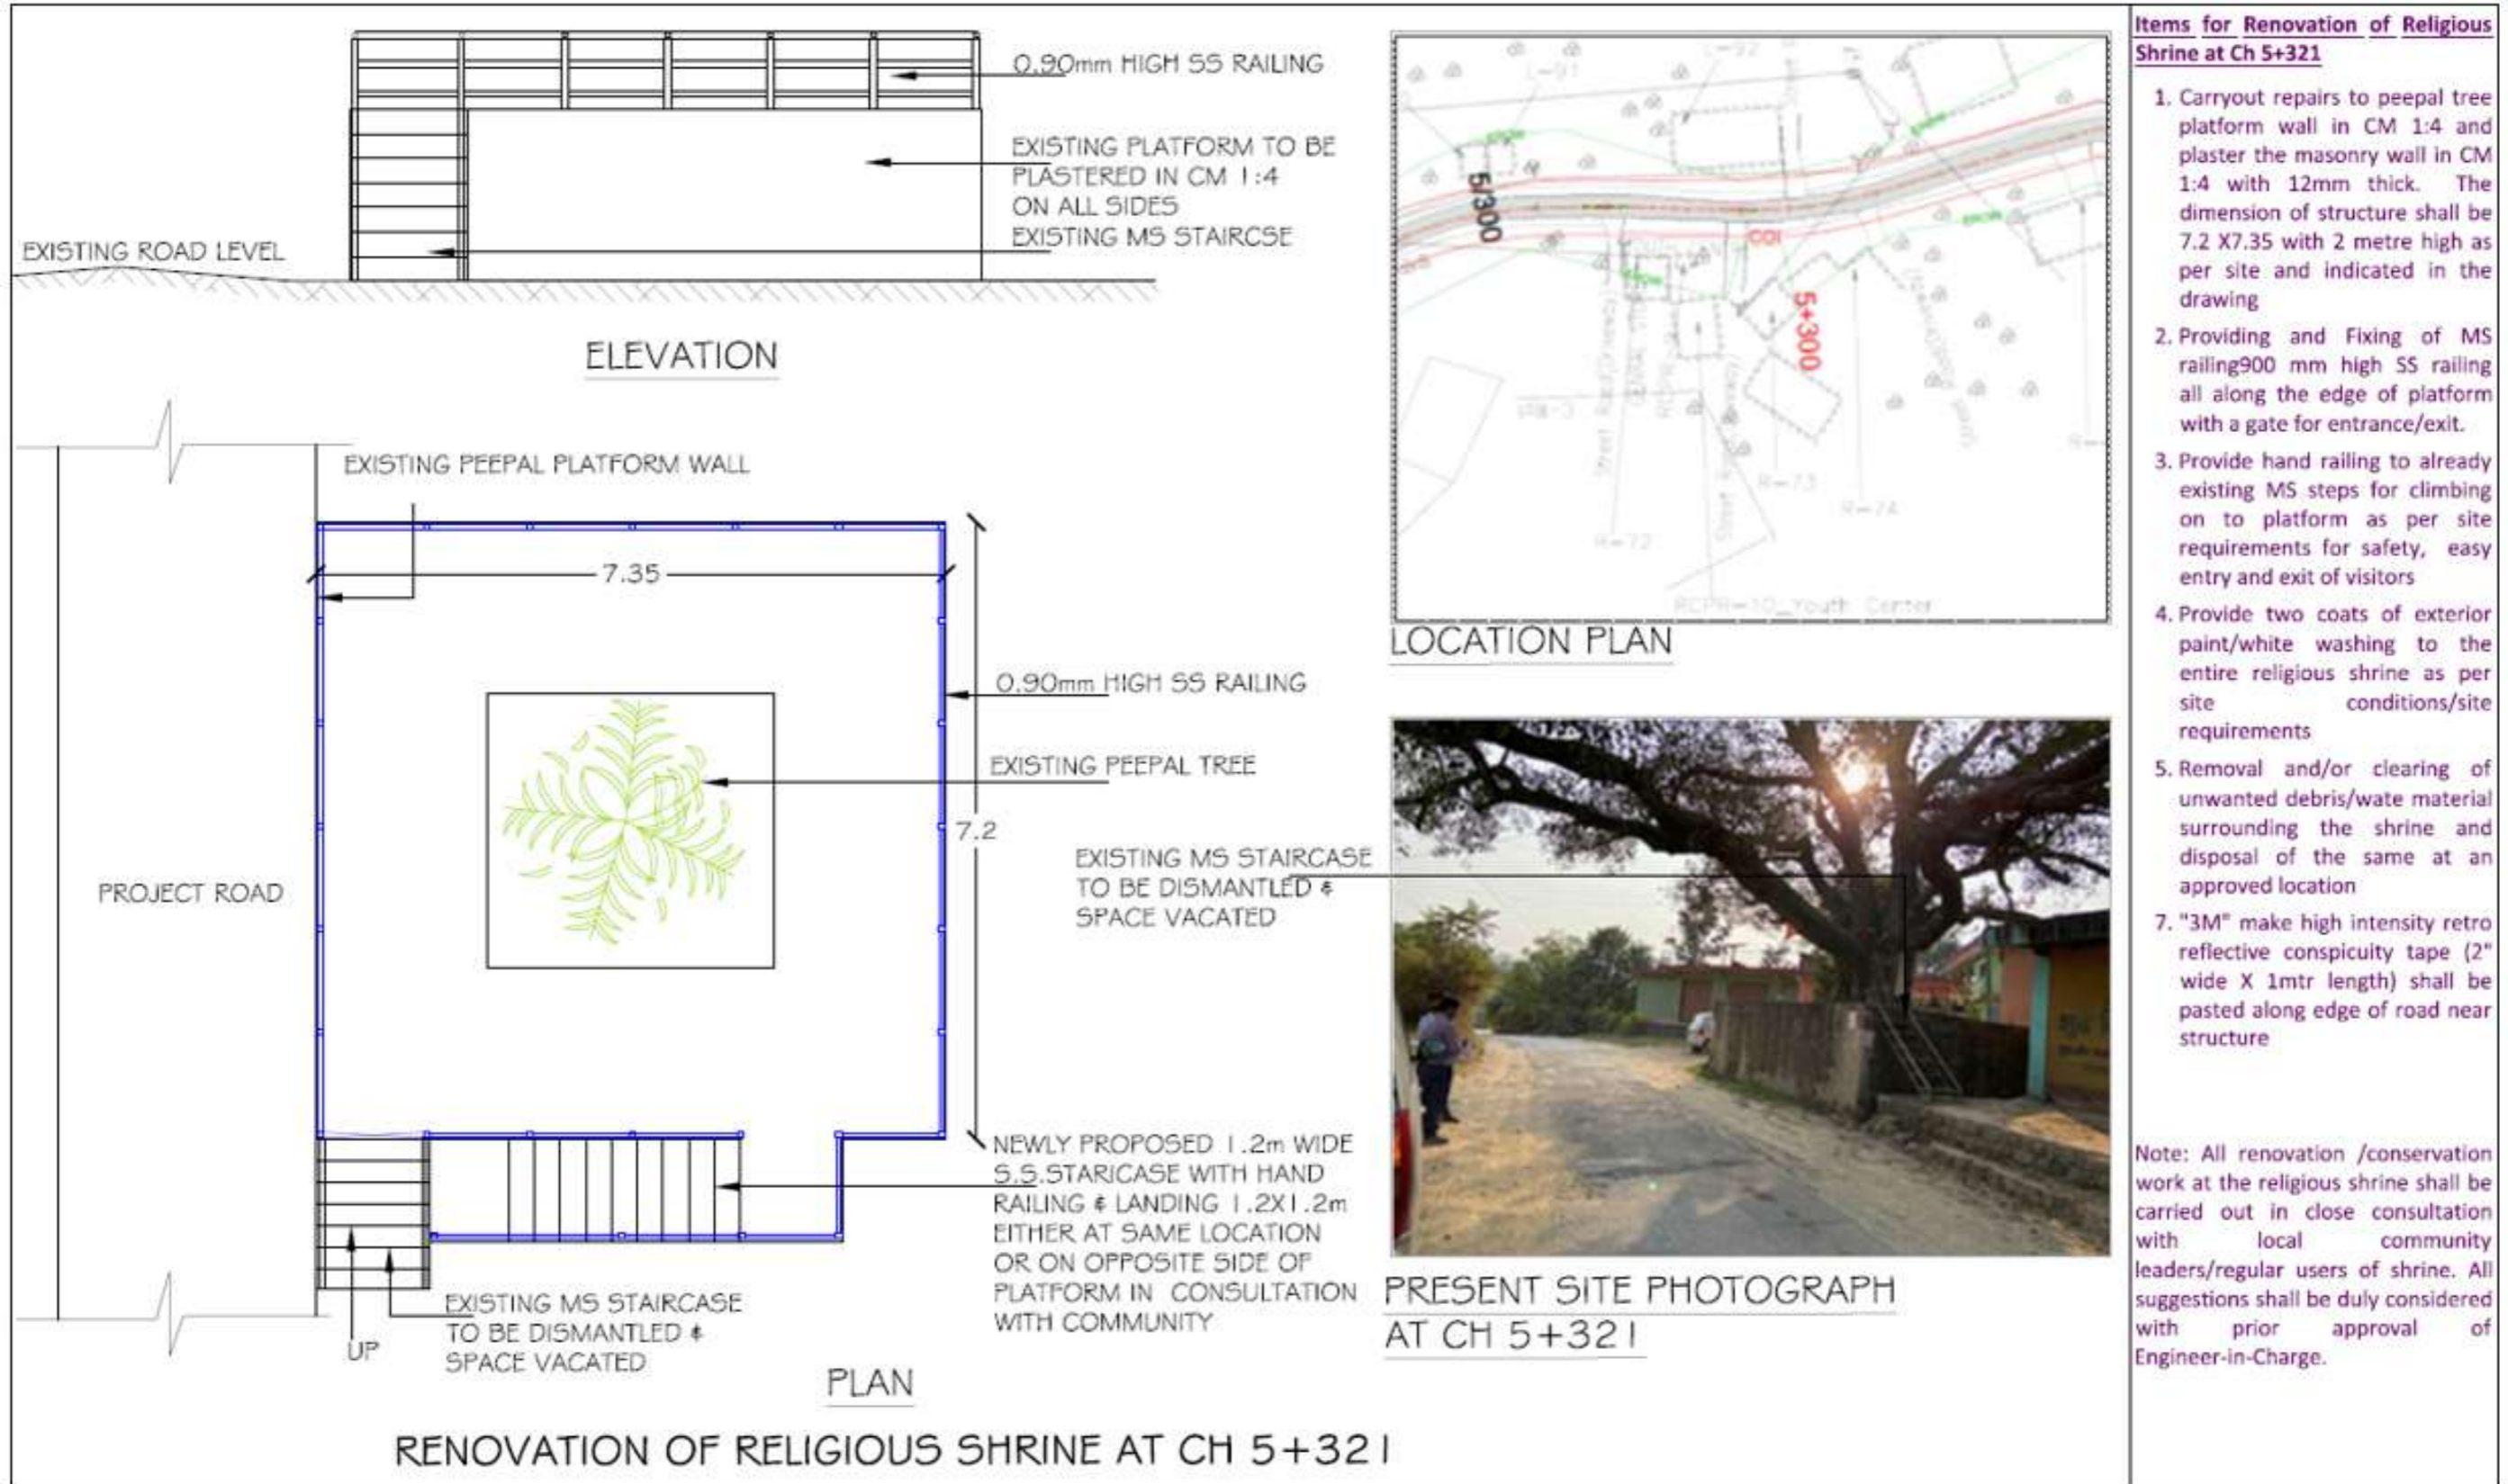 0.90mm HIGH SS RAILING
EXISTING PLATFORM TO BE
PLASTERED IN CM 1:4
ON ALL SIDES
EXISTING MS STAIRCSE
EXISTING ROAD LEVEL
ELEVATION
EXISTING PEEPAL PLATFORM WALL
7.35
0.90mm HIGH SS RAILING
EXISTING PEEPAL TREE
7.2
PROJECT ROAD
NEWLY PROPOSED 1.2m WIDE
S.S.STARICASE WITH HAND
RAILING & LANDING 1.2X1.2m
EITHER AT SAME LOCATION
OR ON OPPOSITE SIDE OF
PLATFORM IN CONSULTATION
WITH COMMUNITY
EXISTING MS STAIRCASE
TO BE DISMANTLED &
SPACE VACATED
UP
PLAN
RENOVATION OF RELIGIOUS SHRINE AT CH 5+321
L-91
L-92
5/300
5+300
R-73
R-74
R-72
RCPR-10_Youth Center
LOCATION PLAN
EXISTING MS STAIRCASE
TO BE DISMANTLED &
SPACE VACATED
PRESENT SITE PHOTOGRAPH
AT CH 5+321
Items for Renovation of Religious
Shrine at Ch 5+321
1. Carryout repairs to peepal tree
platform wall in CM 1:4 and
plaster the masonry wall in CM
1:4 with 12mm thick. The
dimension of structure shall be
7.2 X7.35 with 2 metre high as
per site and indicated in the
drawing
2. Providing and Fixing of MS
railing900 mm high SS railing
all along the edge of platform
with a gate for entrance/exit.
3. Provide hand railing to already
existing MS steps for climbing
on to platform as per site
requirements for safety, easy
entry and exit of visitors
4. Provide two coats of exterior
paint/white washing to the
entire religious shrine as per
site conditions/site
requirements
5. Removal and/or clearing of
unwanted debris/wate material
surrounding the shrine and
disposal of the same at an
approved location
7. "3M" make high intensity retro
reflective conspicuity tape (2"
wide X 1mtr length) shall be
pasted along edge of road near
structure
Note: All renovation /conservation
work at the religious shrine shall be
carried out in close consultation
with local community
leaders/regular users of shrine. All
suggestions shall be duly considered
with prior approval of
Engineer-in-Charge.